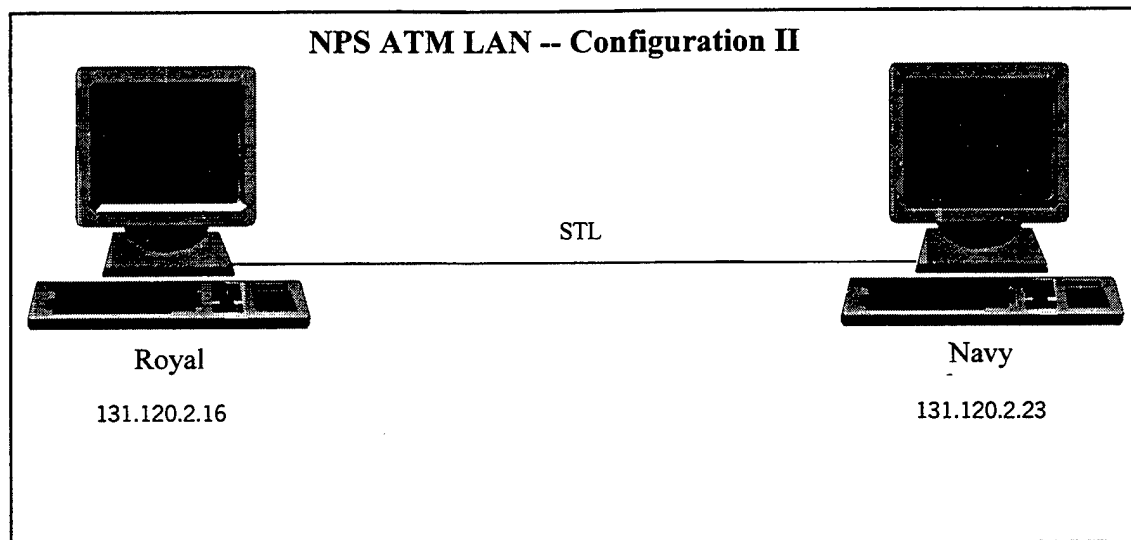 NPS ATM LAN -- Configuration II
STL
Royal
Navy
131.120.2.16
131.120.2.23